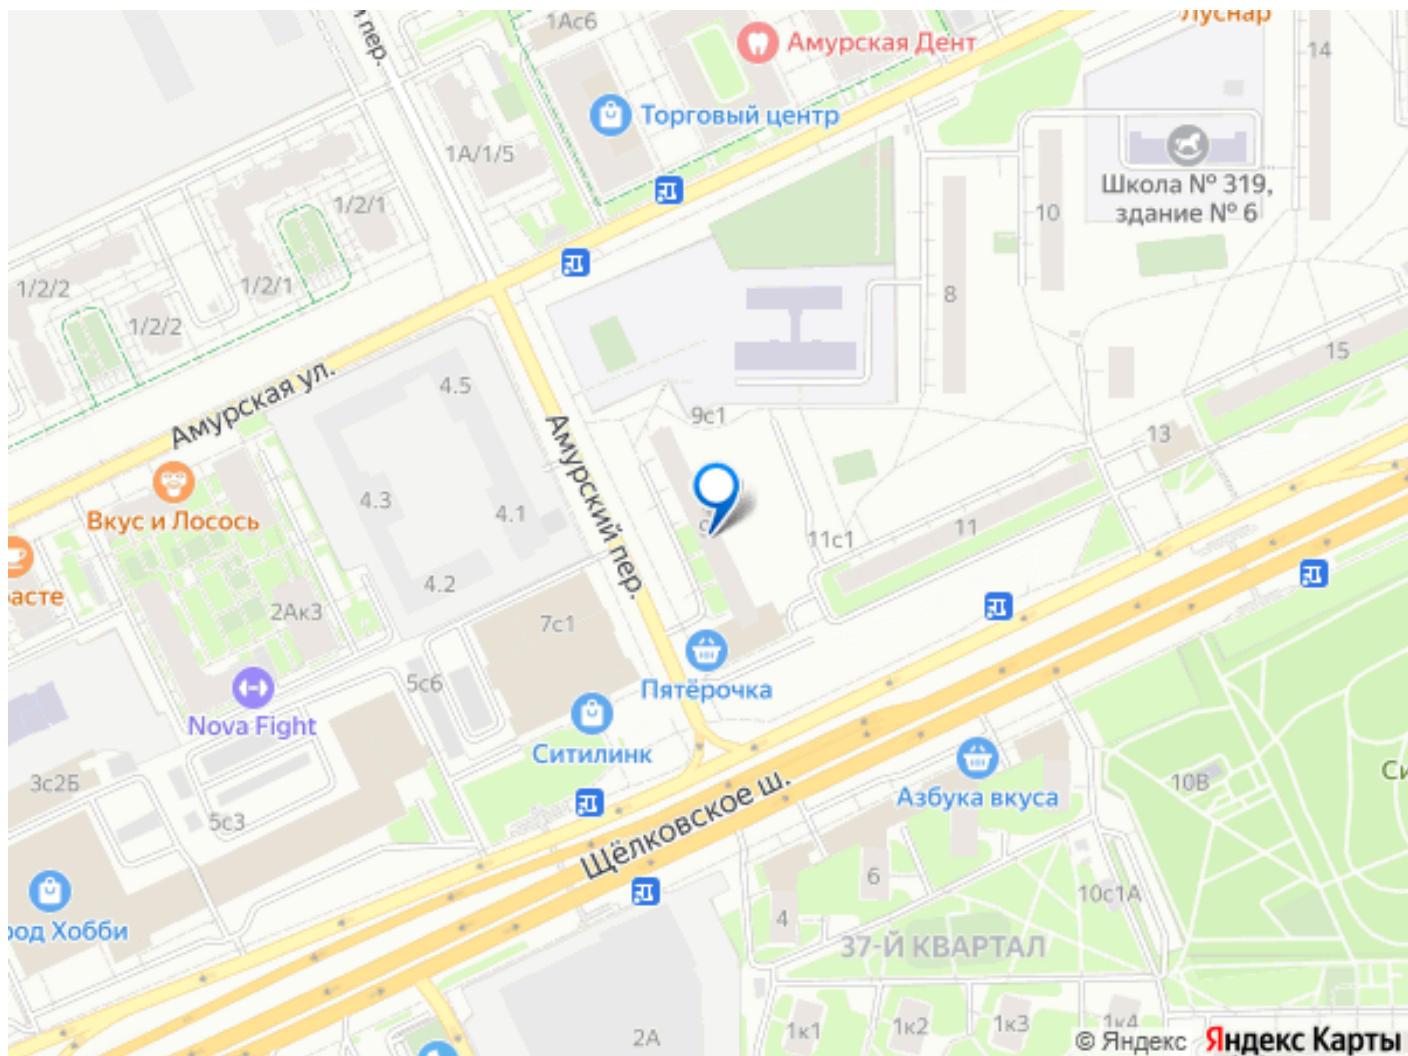 пер.
1Ас6
Амурская Дент
Луснар
14
Торговый центр
1А/1/5
Школа № 319,
здание № 6
1/2/1
10
1/2/2
1/2/1
1/2/2
8
15
4.5
Амурская ул.
9с1
13
Амурский пер.
4.3
4.1
Вкус и Лосось
9
11с1
11
4.2
2Ак3
7с1
5с6
Пятёрочка
Nova Fight
Ситилинк
3с2Б
5с3
Щёлковское ш.
Азбука вкуса
10В
6
10с1А
4
37-Й КВАРТАЛ
од Хобби
2А
1к1
1к2
1к3
1к4
© Яндекс Яндекс Карты